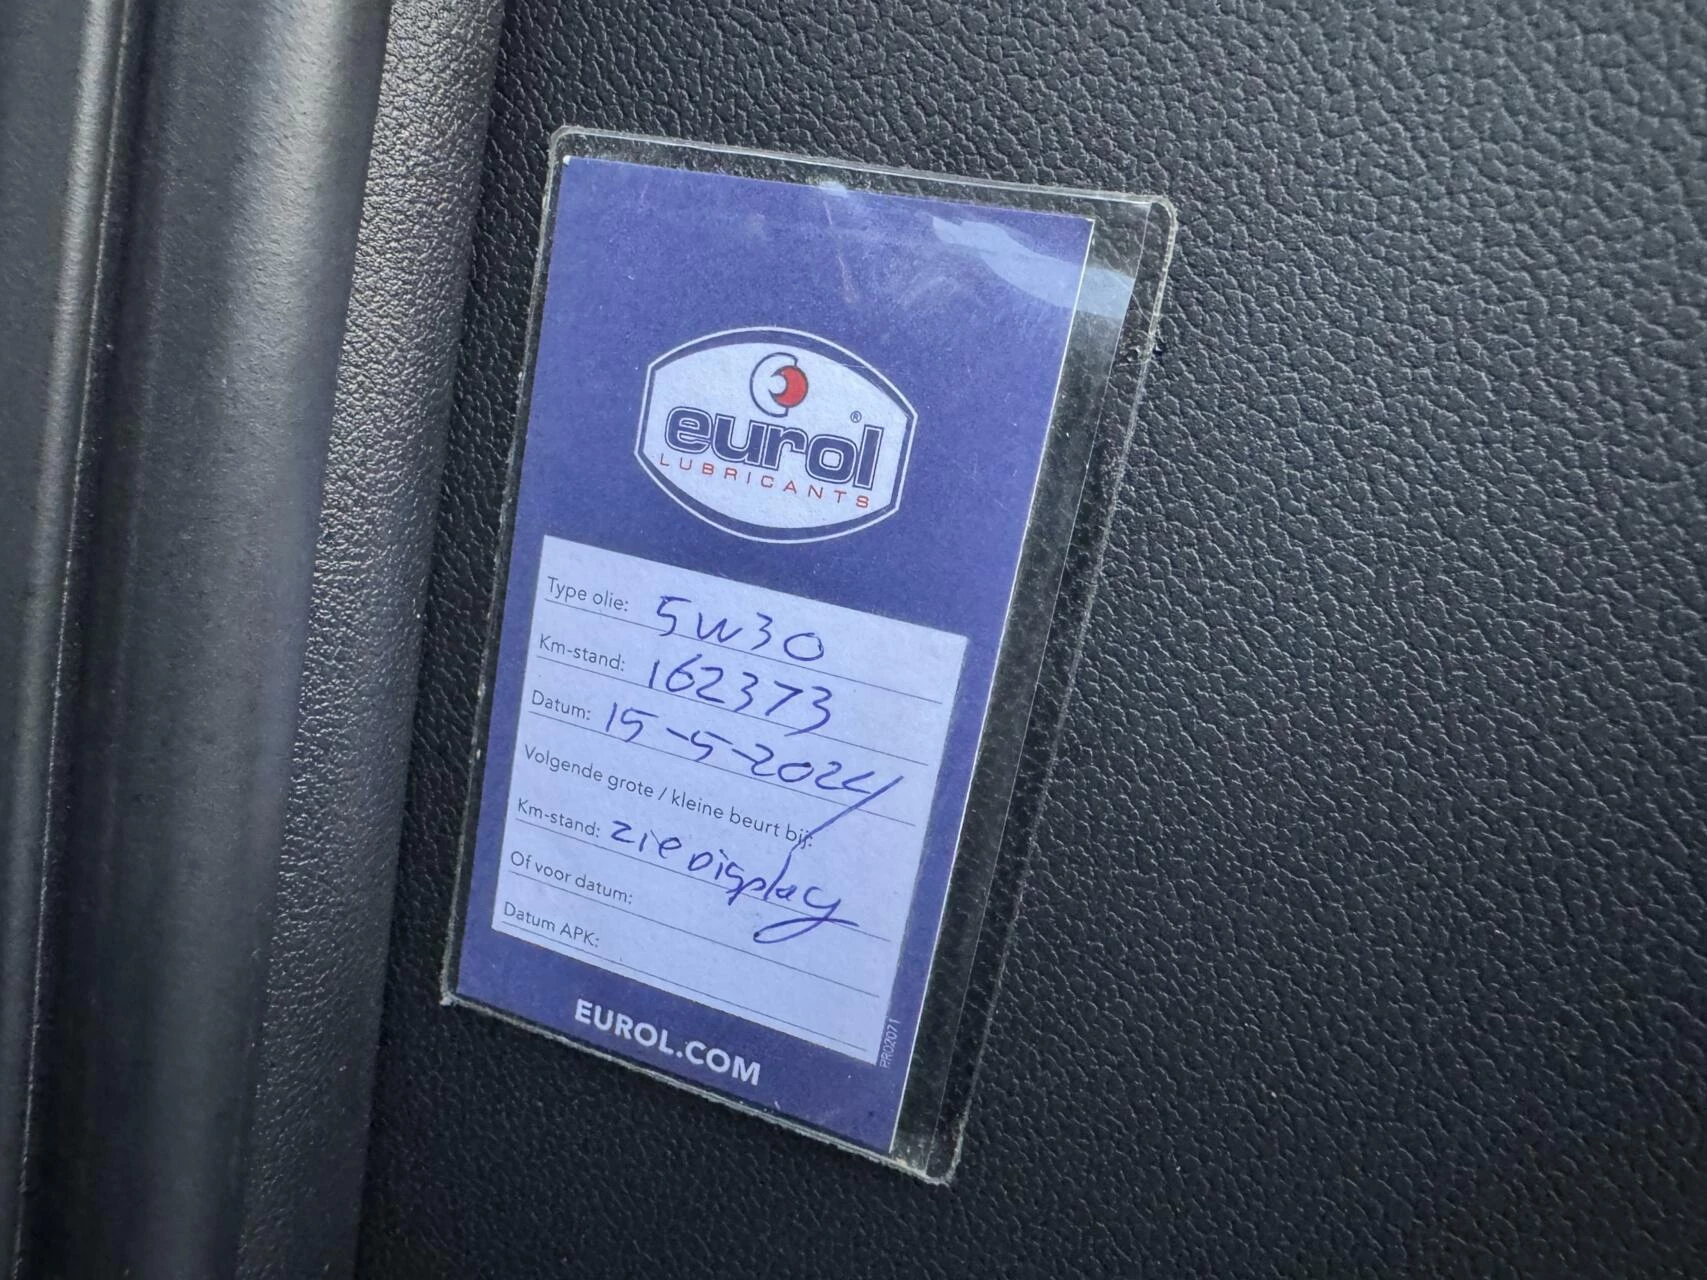 eurol®
LUBRICANTS
Type olie: 5W30
Km-stand: 162373
Datum: 15-5-2024
Volgende grote / kleine beurt bij:
Km-stand: zie Display
Of voor datum:
Datum APK:
EUROL.COM
PR02071